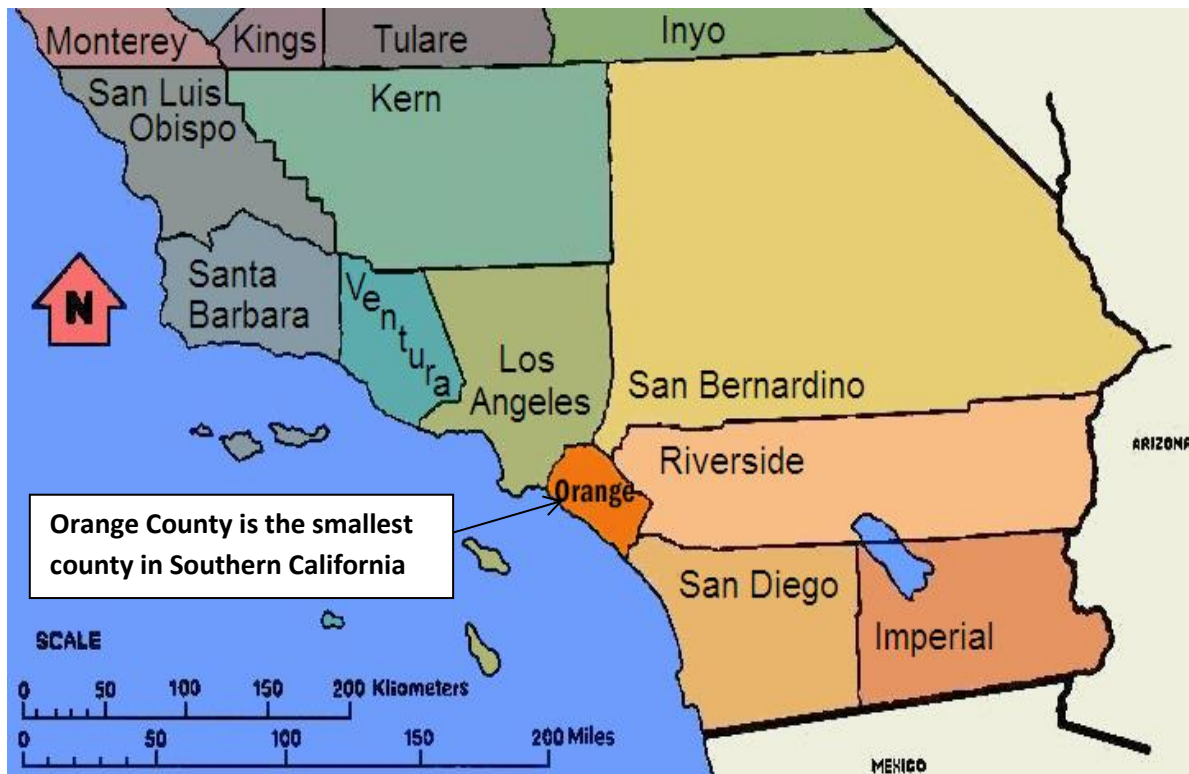 Monterey
Kings
Tulare
Inyo
San Luis
Obispo
Kern
Santa
Barbara
Ventura
Los
Angeles
San Bernardino
N
Riverside
ARIZONA
Orange
Orange County is the smallest
county in Southern California
San Diego
Imperial
SCALE
0 50 100 150 200 Kliometers
0 50 100 150 200 Miles
MEXICO